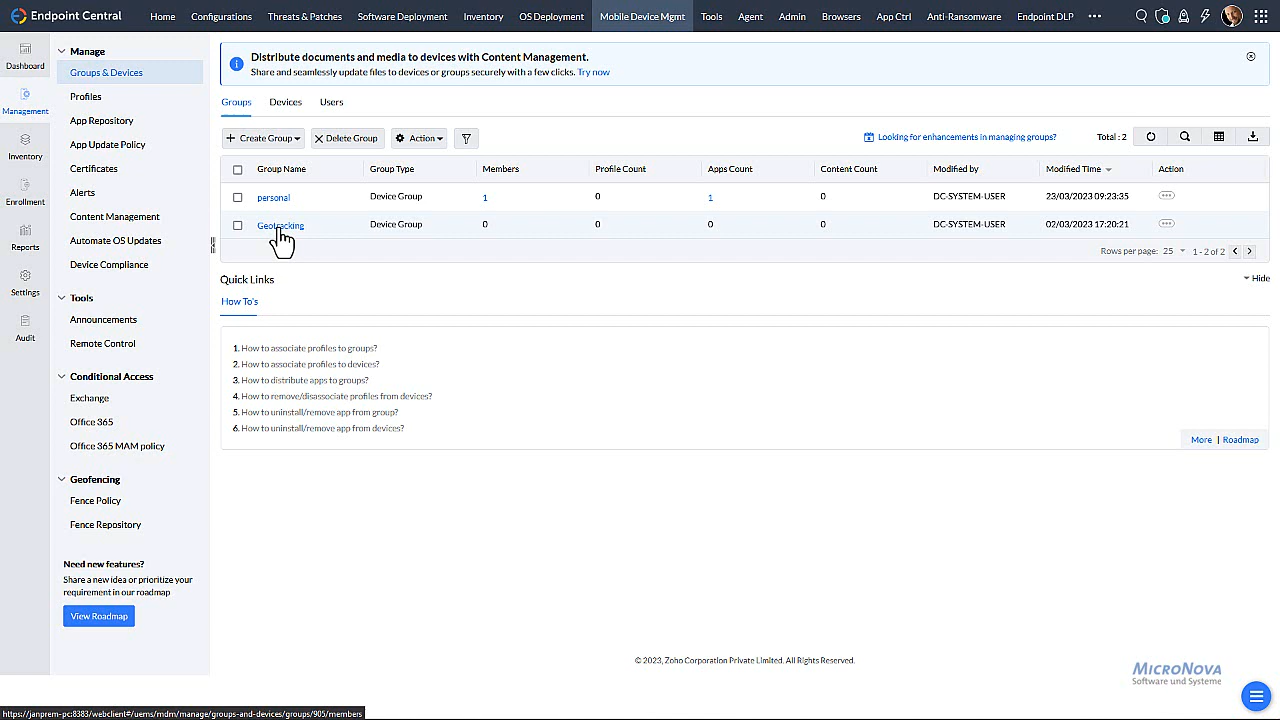 Endpoint Central
Home
Configurations
Threats & Patches
Software Deployment
Inventory
OS Deployment
Mobile Device Mgmt
Tools
Agent
Admin
Browsers
App Ctrl
Anti-Ransomware
Endpoint DLP
Dashboard
Management
Inventory
Enrollment
Reports
Settings
Audit
Manage
Groups & Devices
Profiles
App Repository
App Update Policy
Certificates
Alerts
Content Management
Automate OS Updates
Device Compliance
Tools
Announcements
Remote Control
Conditional Access
Exchange
Office 365
Office 365 MAM policy
Geofencing
Fence Policy
Fence Repository
Need new features?
Share a new idea or prioritize your
requirement in our roadmap
View Roadmap
Distribute documents and media to devices with Content Management.
Share and seamlessly update files to devices or groups securely with a few clicks. Try now
Groups Devices Users
+ Create Group Delete Group Action Looking for enhancements in managing groups? Total : 2
Group Name Group Type Members Profile Count Apps Count Content Count Modified by Modified Time Action
personal Device Group 1 0 1 0 DC-SYSTEM-USER 23/03/2023 09:23:35
Geotracking Device Group 0 0 0 0 DC-SYSTEM-USER 02/03/2023 17:20:21
Rows per page: 25 1 - 2 of 2
Quick Links Hide
How To's
1. How to associate profiles to groups?
2. How to associate profiles to devices?
3. How to distribute apps to groups?
4. How to remove/disassociate profiles from devices?
5. How to uninstall/remove app from group?
6. How to uninstall/remove app from devices?
More | Roadmap
© 2023, Zoho Corporation Private Limited. All Rights Reserved.
MICRONOVA
Software und Systeme
https://janprem-pc:8383/webclient#/uems/mdm/manage/groups-and-devices/groups/905/members